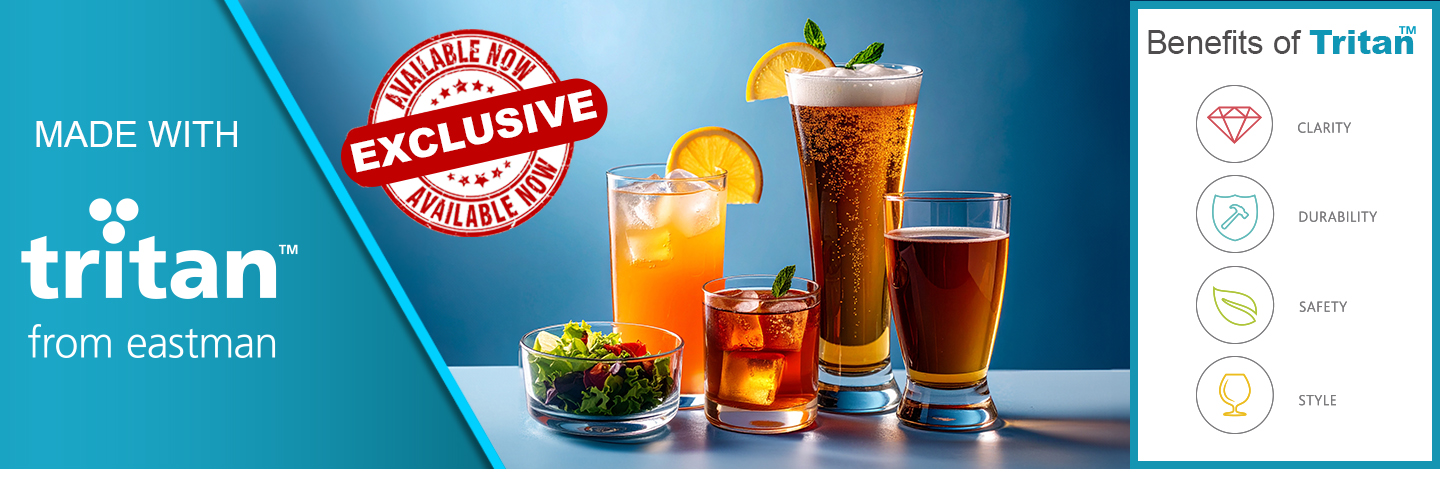 MADE WITH
tritan™
from eastman
AVAILABLE NOW
EXCLUSIVE
AVAILABLE NOW
Benefits of Tritan™
CLARITY
DURABILITY
SAFETY
STYLE